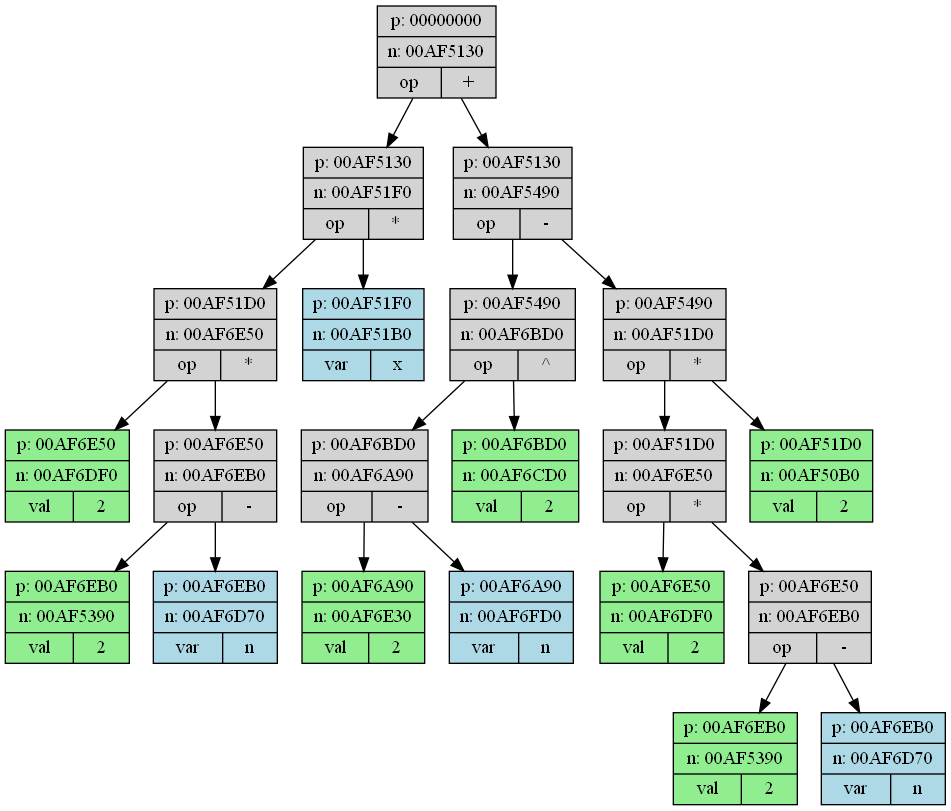 p: 00000000
n: 00AF5130
op +
p: 00AF5130
n: 00AF51F0
op *
p: 00AF5130
n: 00AF5490
op -
p: 00AF51D0
n: 00AF6E50
op *
p: 00AF51F0
n: 00AF51B0
var x
p: 00AF5490
n: 00AF6BD0
op ^
p: 00AF5490
n: 00AF51D0
op *
p: 00AF6E50
n: 00AF6DF0
val 2
p: 00AF6E50
n: 00AF6EB0
op -
p: 00AF6BD0
n: 00AF6A90
op -
p: 00AF6BD0
n: 00AF6CD0
val 2
p: 00AF51D0
n: 00AF6E50
op *
p: 00AF51D0
n: 00AF50B0
val 2
p: 00AF6EB0
n: 00AF5390
val 2
p: 00AF6EB0
n: 00AF6D70
var n
p: 00AF6A90
n: 00AF6E30
val 2
p: 00AF6A90
n: 00AF6FD0
var n
p: 00AF6E50
n: 00AF6DF0
val 2
p: 00AF6E50
n: 00AF6EB0
op -
p: 00AF6EB0
n: 00AF5390
val 2
p: 00AF6EB0
n: 00AF6D70
var n